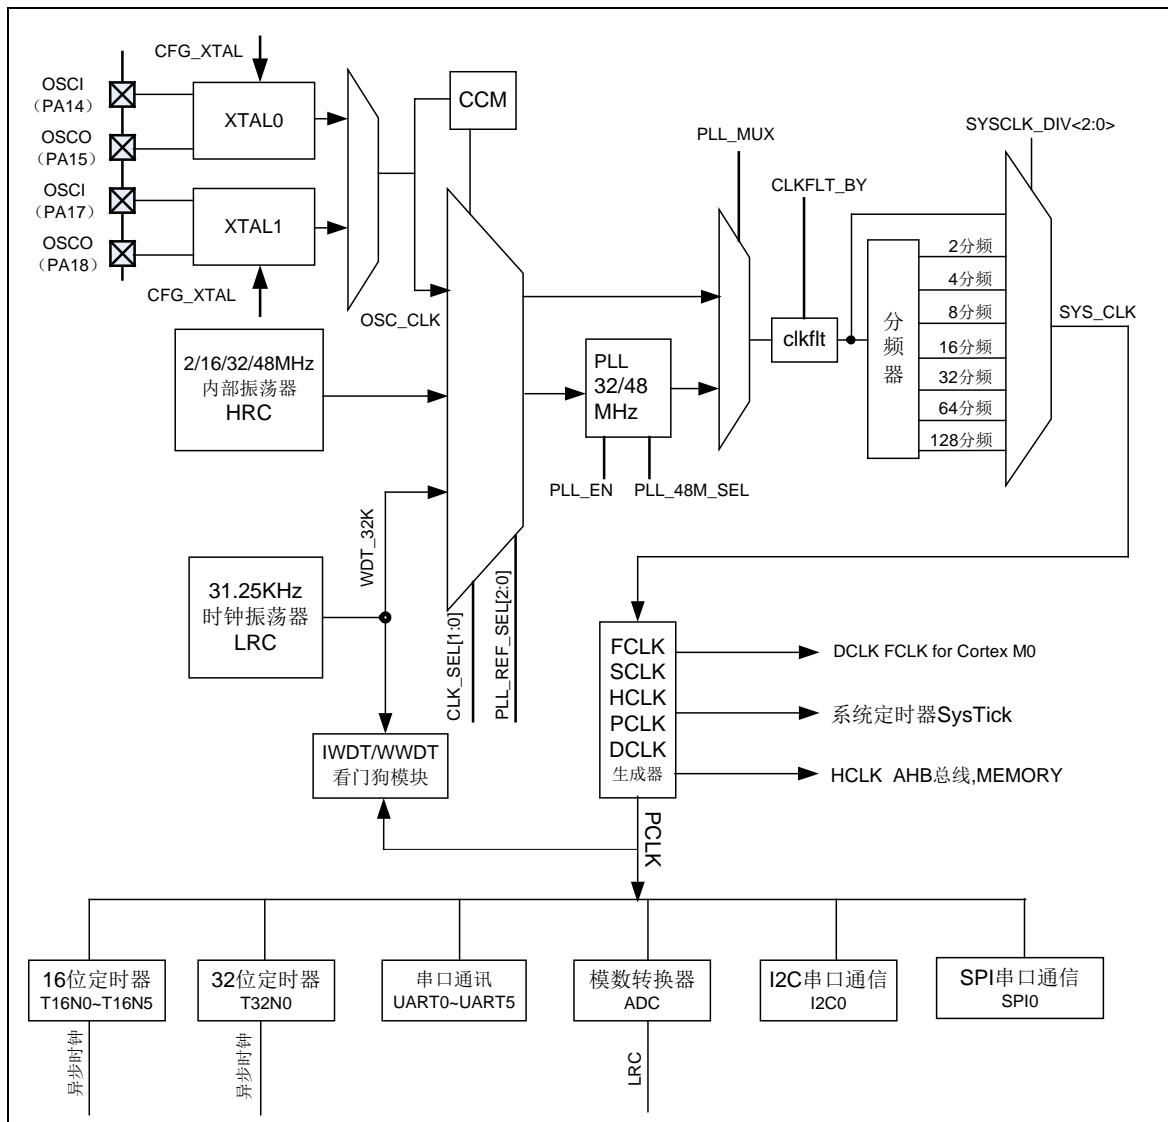 CFG_XTAL
OSCI
（PA14）
XTAL0
CCM
OSCO
（PA15）
PLL_MUX
SYSCLK_DIV<2:0>
OSCI
（PA17）
XTAL1
CLKFLT_BY
OSCO
（PA18）
CFG_XTAL
OSC_CLK
2分频
4分频
8分频
16分频
32分频
64分频
128分频
分
频
器
SYS_CLK
clkflt
2/16/32/48MHz
内部振荡器
HRC
PLL
32/48
MHz
PLL_EN
PLL_48M_SEL
WDT_32K
31.25KHz
时钟振荡器
LRC
CLK_SEL[1:0]
PLL_REF_SEL[2:0]
FCLK
SCLK
HCLK
PCLK
DCLK
生成器
DCLK FCLK for Cortex M0
系统定时器SysTick
HCLK AHB总线,MEMORY
IWDT/WWDT
看门狗模块
PCLK
16位定时器
T16N0~T16N5
32位定时器
T32N0
串口通讯
UART0~UART5
模数转换器
ADC
I2C串口通信
I2C0
SPI串口通信
SPI0
异步时钟
异步时钟
LRC